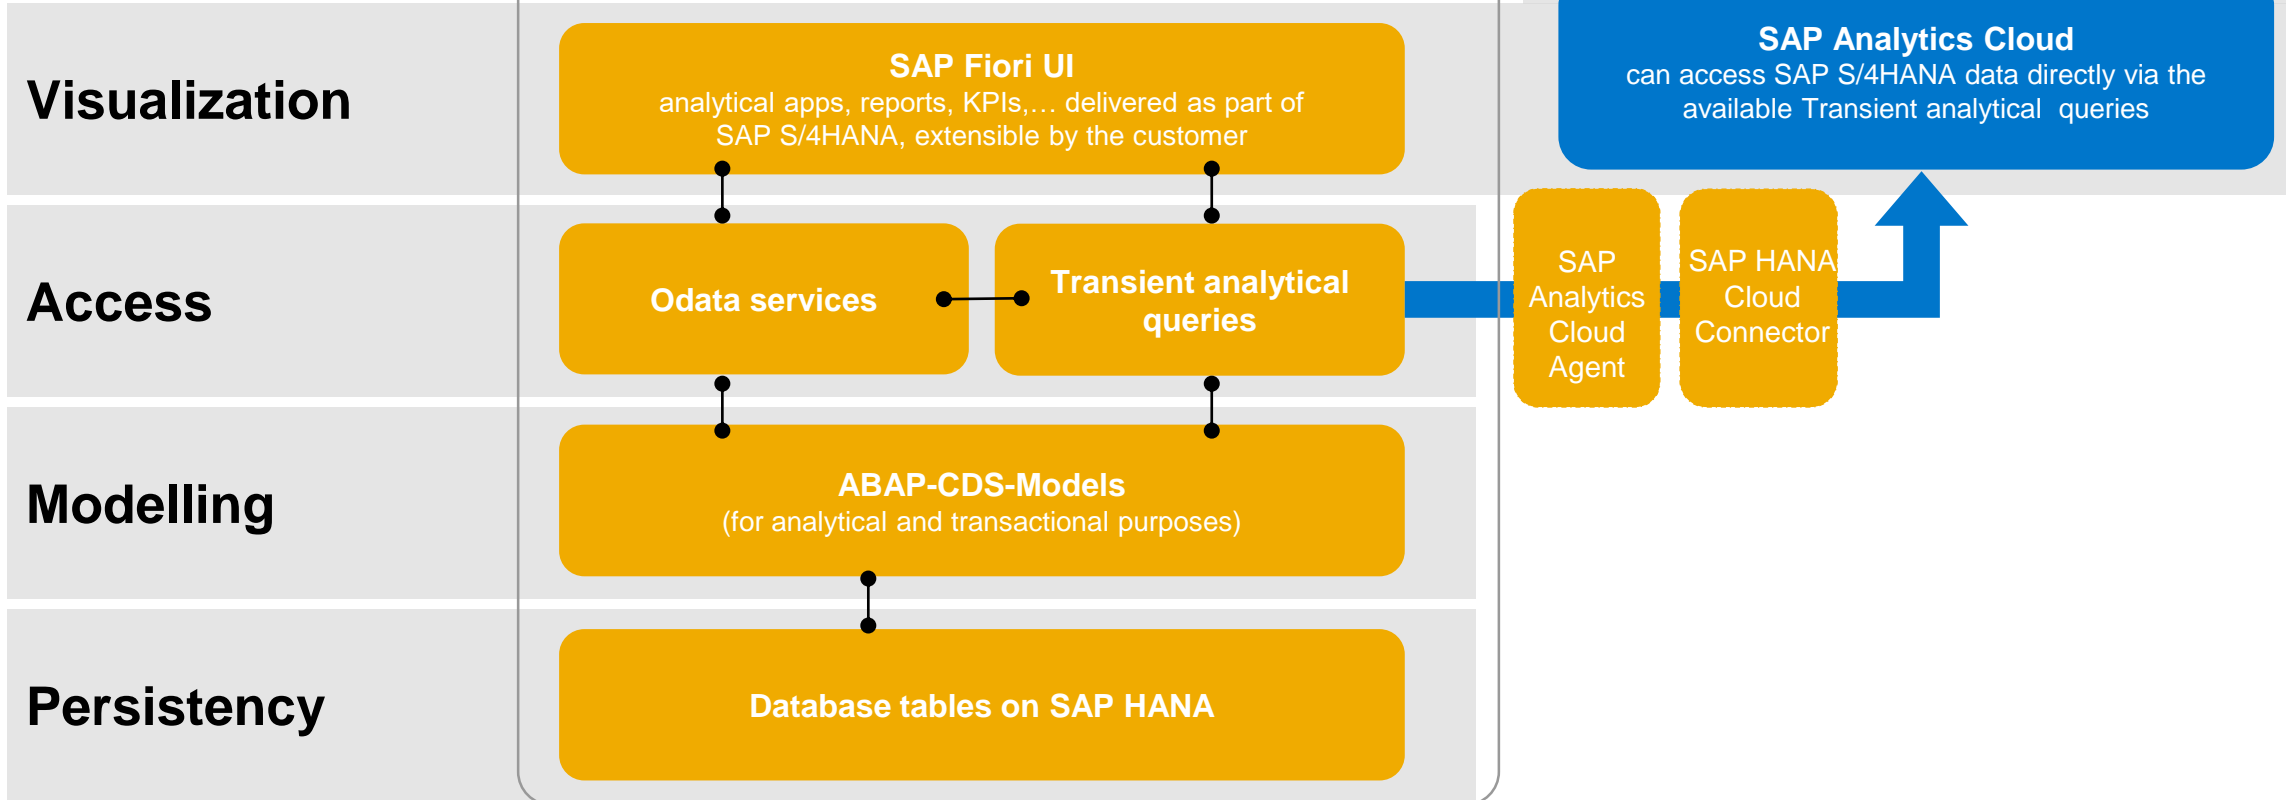 Visualization
SAP Fiori UI
analytical apps, reports, KPIs,… delivered as part of
SAP S/4HANA, extensible by the customer
SAP Analytics Cloud
can access SAP S/4HANA data directly via the
available Transient analytical queries
Access
Odata services
Transient analytical
queries
SAP
Analytics
Cloud
Agent
SAP HANA
Cloud
Connector
Modelling
ABAP-CDS-Models
(for analytical and transactional purposes)
Persistency
Database tables on SAP HANA